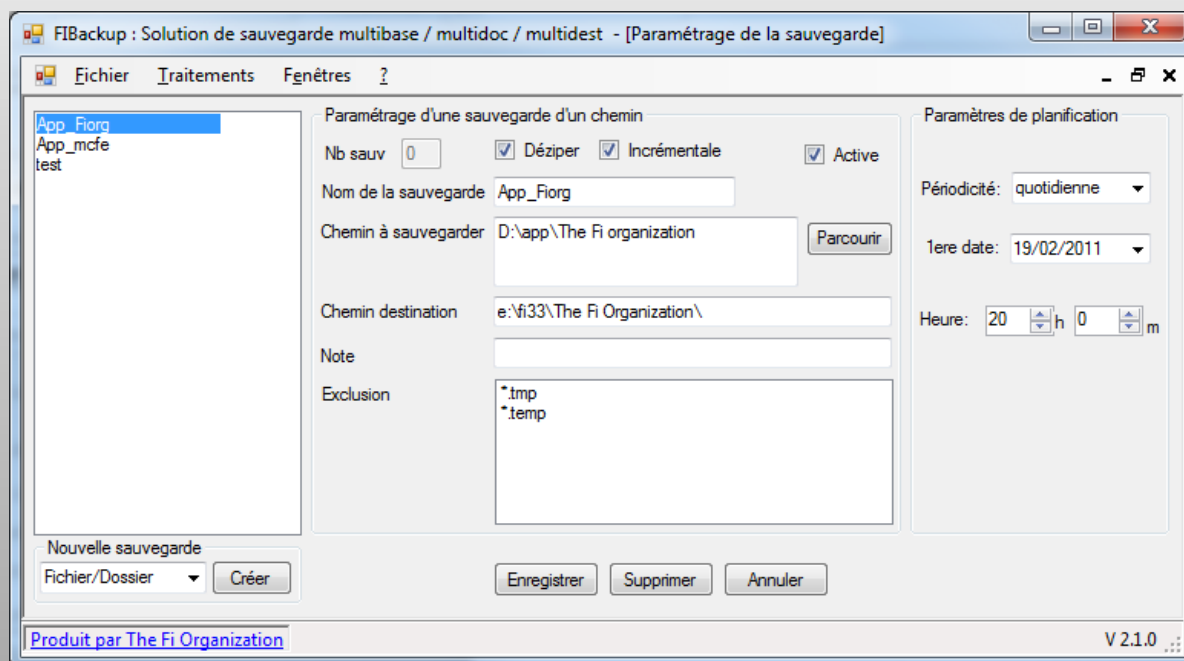 FIBackup : Solution de sauvegarde multibase / multidoc / multidest - [Paramétrage de la sauvegarde]
Fichier Traitements Fenêtres ?
App_Fiorg
App_mcfe
test
Paramétrage d'une sauvegarde d'un chemin
Nb sauv 0 Déziper Incrémentale Active
Nom de la sauvegarde App_Fiorg
Chemin à sauvegarder D:\app\The Fi organization Parcourir
Chemin destination e:\fi33\The Fi Organization\
Note
Exclusion *.tmp
*.temp
Paramètres de planification
Périodicité: quotidienne
1ere date: 19/02/2011
Heure: 20 h 0 m
Nouvelle sauvegarde
Fichier/Dossier Créer
Enregistrer Supprimer Annuler
Produit par The Fi Organization V 2.1.0